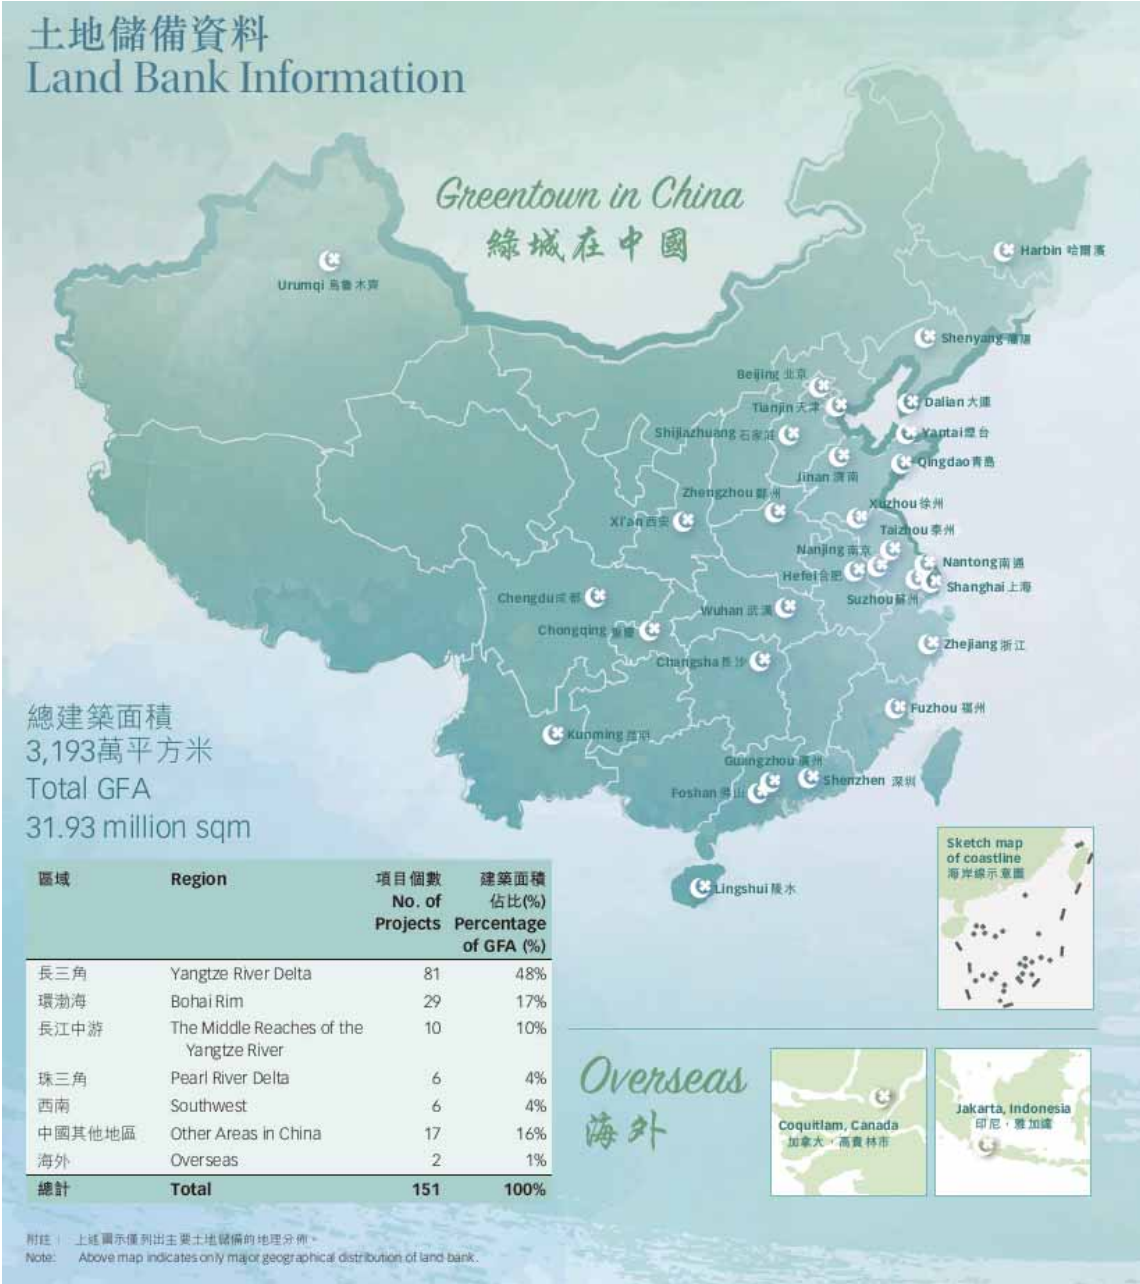 土地儲備資料
Land Bank Information
Greentown in China
綠城在中國
Harbin 哈爾濱
Urumqi 烏魯木齊
Shenyang 瀋陽
Beijing 北京
Tianjin 天津
Dalian 大連
Shijiazhuang 石家莊
Yantai 煙台
Qingdao 青島
Jinan 濟南
Zhengzhou 鄭州
Xuzhou 徐州
Xi'an 西安
Taizhou 泰州
Nanjing 南京
Nantong 南通
Hefei 合肥
Shanghai 上海
Chengdu 成都
Suzhou 蘇州
Wuhan 武漢
Chongqing 重慶
Zhejiang 浙江
Changsha 長沙
Fuzhou 福州
Kunming 昆明
Guangzhou 廣州
Shenzhen 深圳
Foshan 佛山
Lingshui 陵水
總建築面積
3,193萬平方米
Total GFA
31.93 million sqm
Sketch map
of coastline
海岸線示意圖
區域 Region 項目個數 No. of Projects 建築面積佔比(%) Percentage of GFA (%)
長三角 Yangtze River Delta 81 48%
環渤海 Bohai Rim 29 17%
長江中游 The Middle Reaches of the 10 10%
Yangtze River
珠三角 Pearl River Delta 6 4%
西南 Southwest 6 4%
中國其他地區 Other Areas in China 17 16%
海外 Overseas 2 1%
總計 Total 151 100%
Overseas
海外
Coquitlam, Canada
加拿大·高貴林市
Jakarta, Indonesia
印尼·雅加達
附註： 上述圖示僅列出主要土地儲備的地理分佈。
Note: Above map indicates only major geographical distribution of land bank.